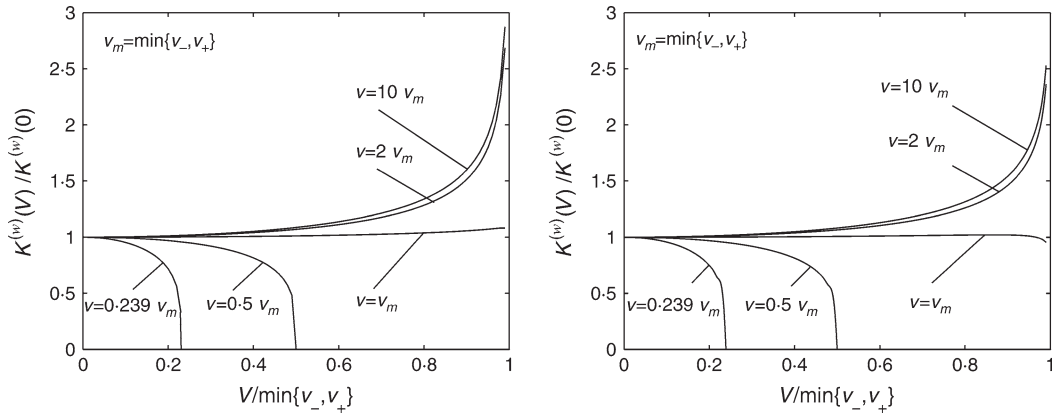 3
2·5
2
1·5
1
0·5
0
0
0·2
0·4
0·6
0·8
1
K^(w)(V)/K^(w)(0)
V/min{v_−,v_+}
v_m=min{v_−,v_+}
v=10 v_m
v=2 v_m
v=0·239 v_m
v=0·5 v_m
v=v_m
3
2·5
2
1·5
1
0·5
0
0
0·2
0·4
0·6
0·8
1
K^(w)(V)/K^(w)(0)
V/min{v_−,v_+}
v_m=min{v_−,v_+}
v=10 v_m
v=2 v_m
v=0·239 v_m
v=0·5 v_m
v=v_m